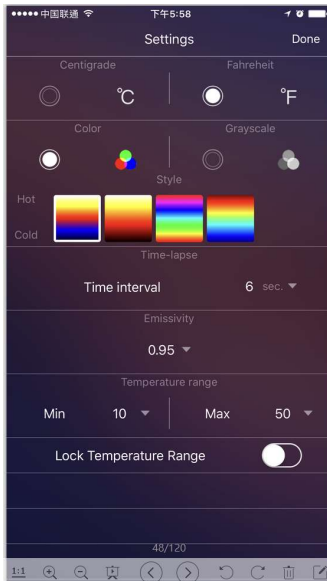 中国联通 下午5:58
Settings Done
Centigrade Fahreheit
℃ ℉
Color Grayscale
Style
Hot
Cold
Time-lapse
Time interval 6 sec.
Emissivity
0.95
Temperature range
Min 10 Max 50
Lock Temperature Range
48/120
1:1